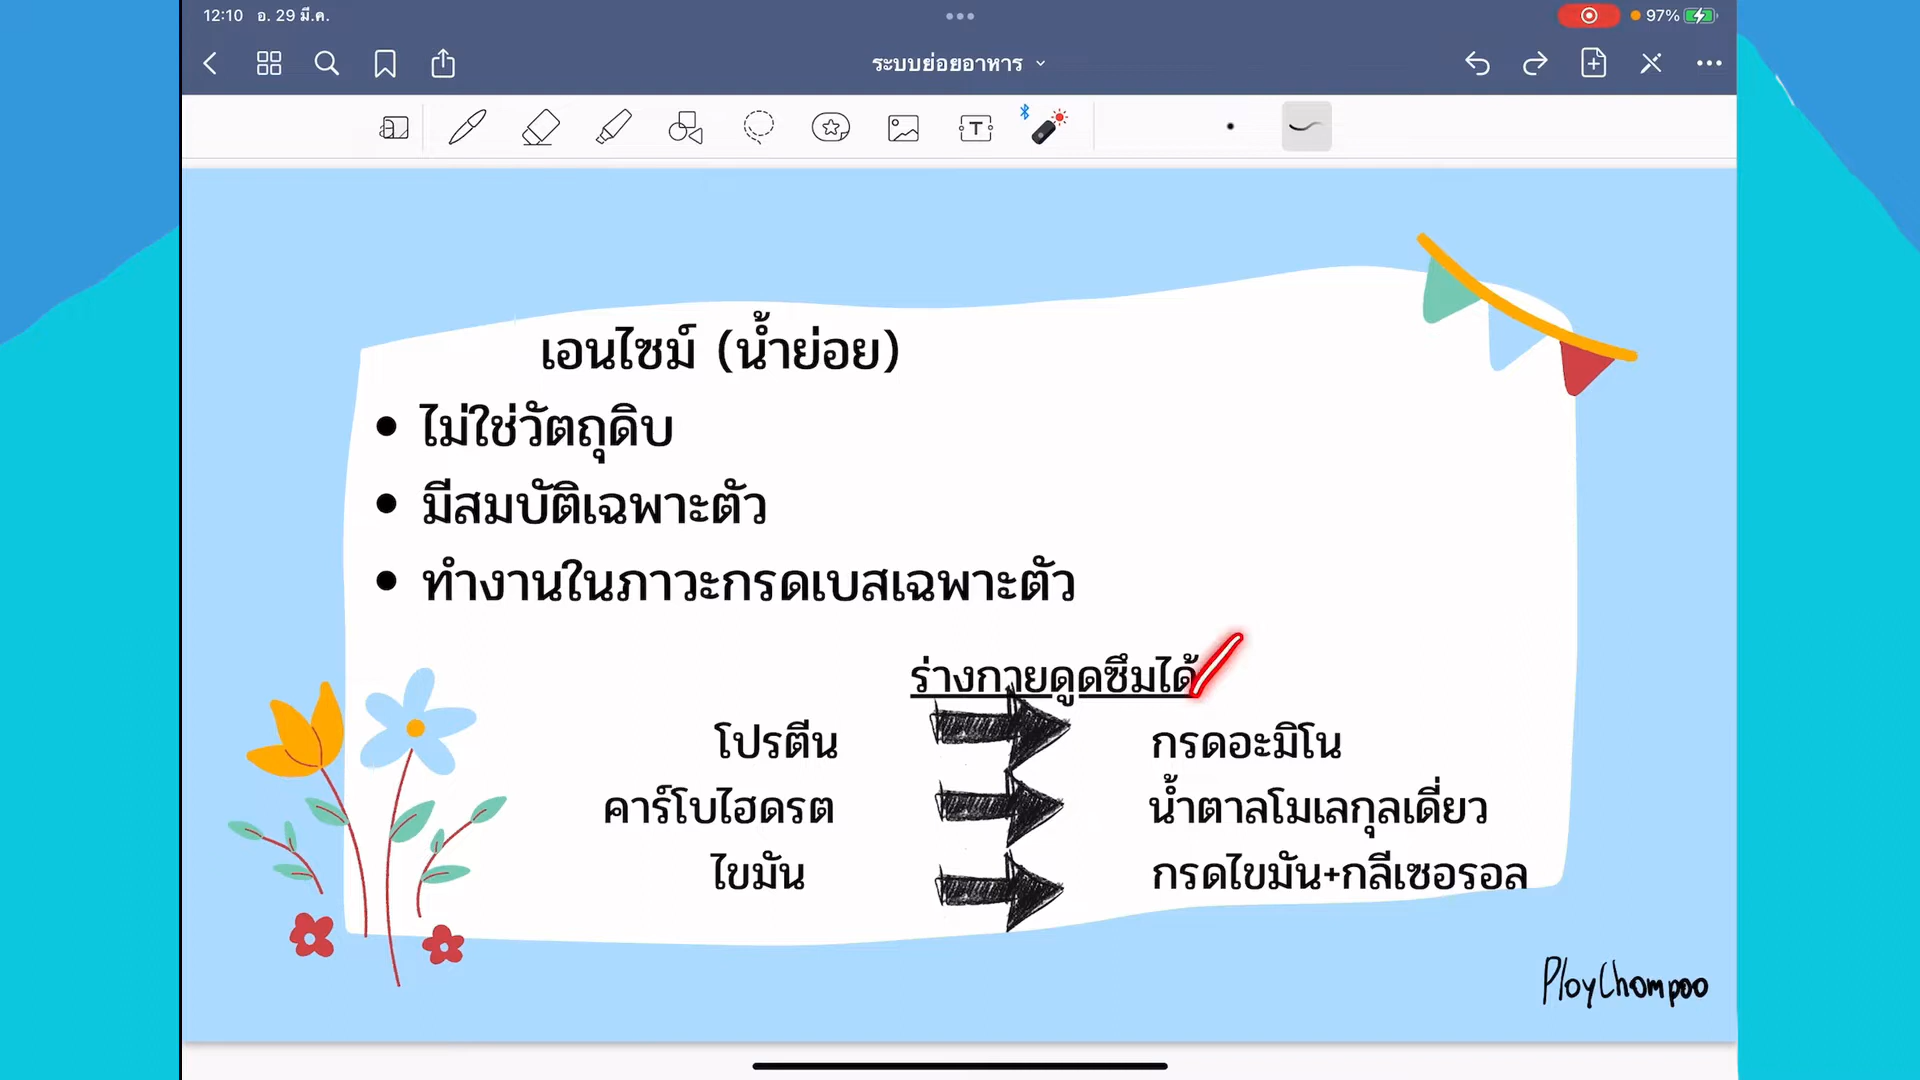 12:10 อ. 29 มี.ค.
97%
ระบบย่อยอาหาร
T
เอนไซม์ (น้ำย่อย)
• ไม่ใช่วัตถุดิบ
• มีสมบัติเฉพาะตัว
• ทำงานในภาวะกรดเบสเฉพาะตัว
ร่างกายดูดซึมได้
โปรตีน กรดอะมิโน
คาร์โบไฮดรต น้ำตาลโมเลกุลเดี่ยว
ไขมัน กรดไขมัน+กลีเซอรอล
PloyChompoo